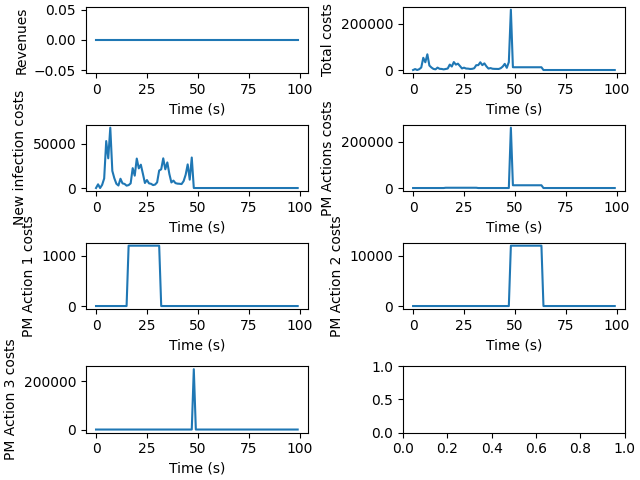 Revenues
0.05
0.00
−0.05
0 25 50 75 100
Time (s)
Total costs
200000
0
0 25 50 75 100
Time (s)
New infection costs
50000
0
0 25 50 75 100
Time (s)
PM Actions costs
200000
0
0 25 50 75 100
Time (s)
PM Action 1 costs
1000
0
0 25 50 75 100
Time (s)
PM Action 2 costs
10000
0
0 25 50 75 100
Time (s)
PM Action 3 costs
200000
0
0 25 50 75 100
Time (s)
1.0
0.5
0.0
0.0 0.2 0.4 0.6 0.8 1.0